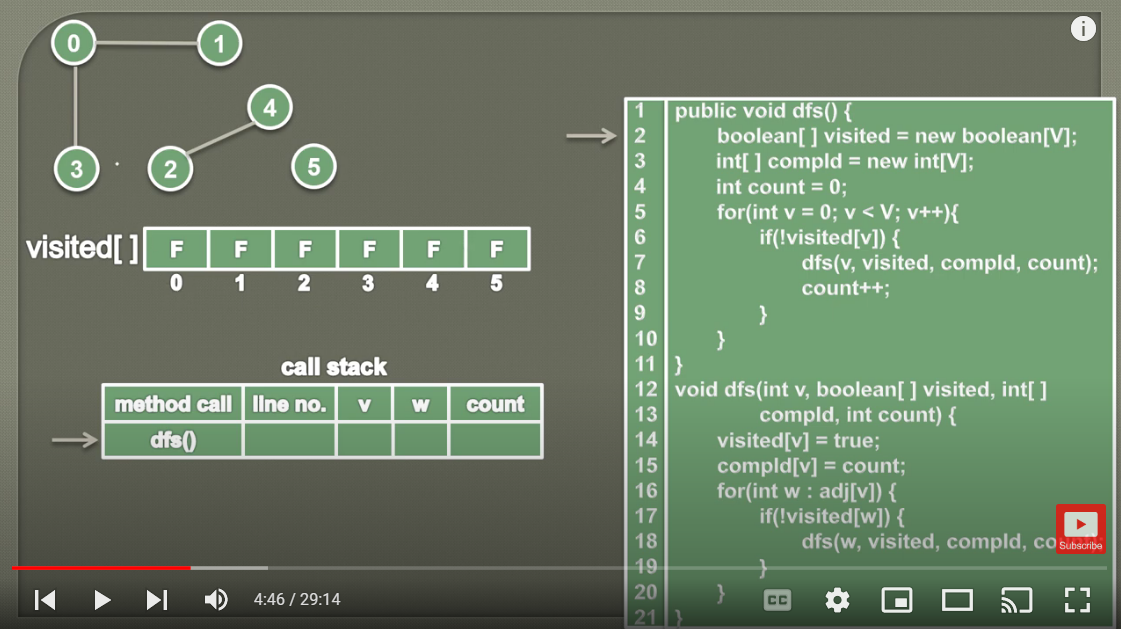 0 1
4
3 2 5
visited[ ] F F F F F F
0 1 2 3 4 5
call stack
method call line no. v w count
dfs()
1 public void dfs() {
2 boolean[ ] visited = new boolean[V];
3 int[ ] compId = new int[V];
4 int count = 0;
5 for(int v = 0; v < V; v++){
6 if(!visited[v]) {
7 dfs(v, visited, compId, count);
8 count++;
9 }
10 }
11 }
12 void dfs(int v, boolean[ ] visited, int[ ]
13 compId, int count) {
14 visited[v] = true;
15 compId[v] = count;
16 for(int w : adj[v]) {
17 if(!visited[w]) {
18 dfs(w, visited, compId,
19 }
20 }
21 }
Subscribe
4:46 / 29:14
CC
i